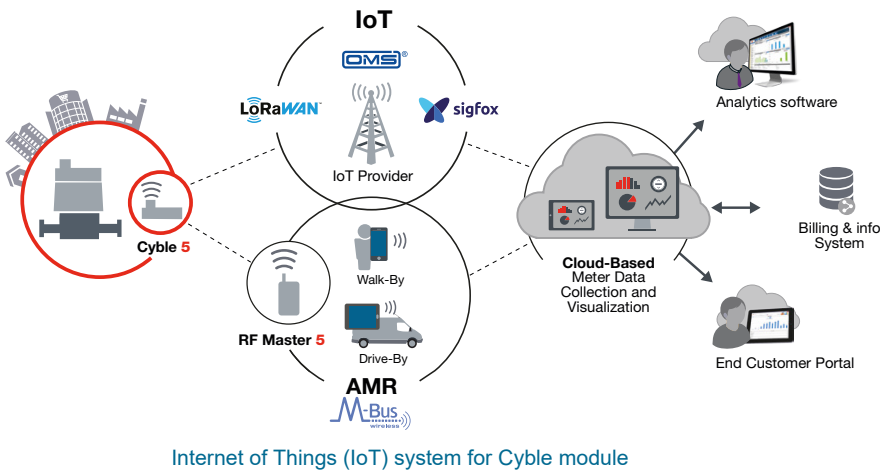 IoT
OMS®
LoRaWAN™
sigfox
IoT Provider
Cyble 5
Walk-By
RF Master 5
Drive-By
AMR
M-Bus
wireless
Cloud-Based
Meter Data
Collection and
Visualization
Analytics software
Billing & info
System
End Customer Portal
Internet of Things (IoT) system for Cyble module